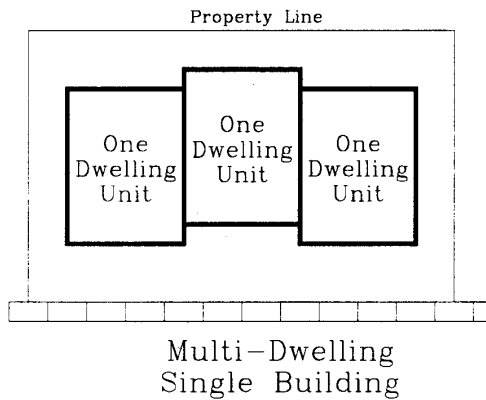 Property Line
One
Dwelling
Unit
One
Dwelling
Unit
One
Dwelling
Unit
Multi-Dwelling
Single Building